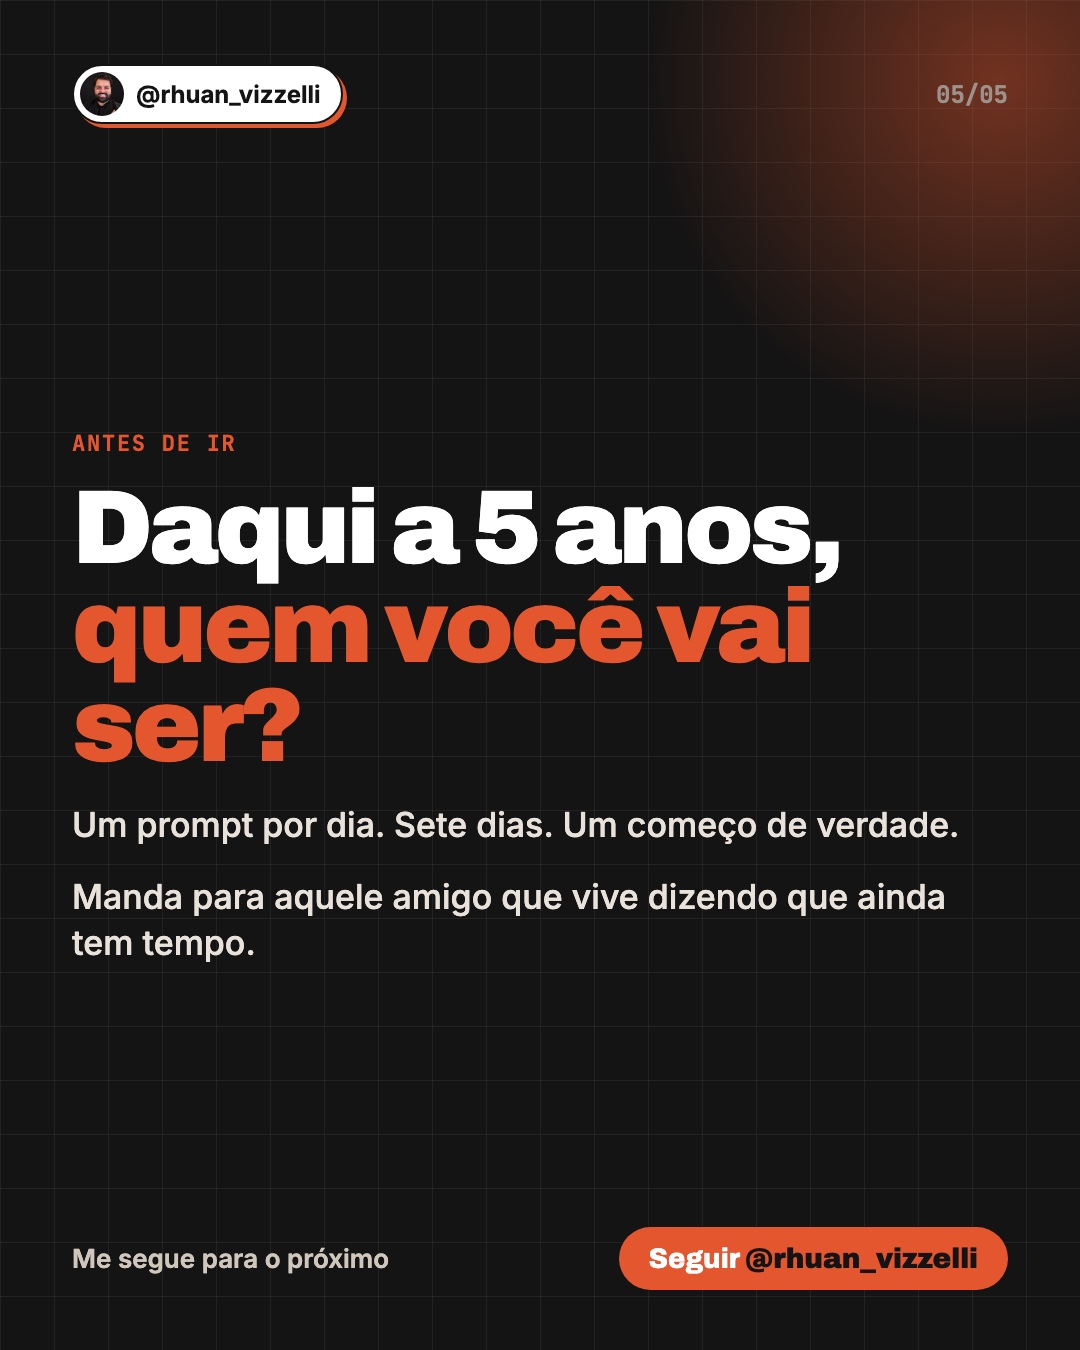 @rhuan_vizzelli
05/05
ANTES DE IR
Daqui a 5 anos,
quem você vai
ser?
Um prompt por dia. Sete dias. Um começo de verdade.
Manda para aquele amigo que vive dizendo que ainda
tem tempo.
Me segue para o próximo
Seguir @rhuan_vizzelli